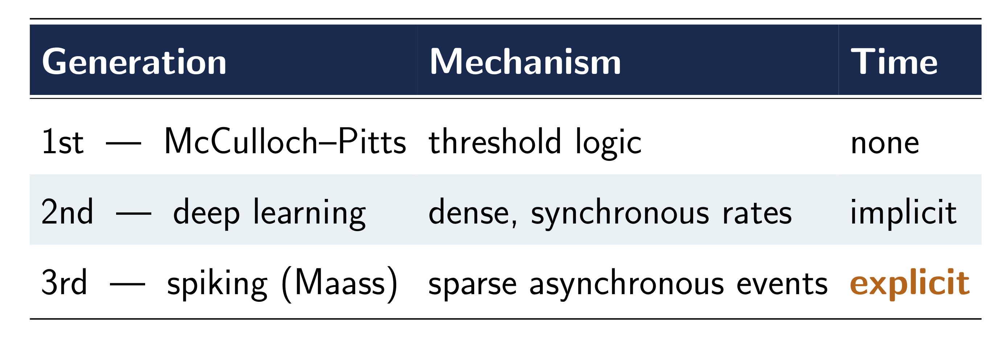 Generation Mechanism Time
1st — McCulloch–Pitts threshold logic none
2nd — deep learning dense, synchronous rates implicit
3rd — spiking (Maass) sparse asynchronous events explicit